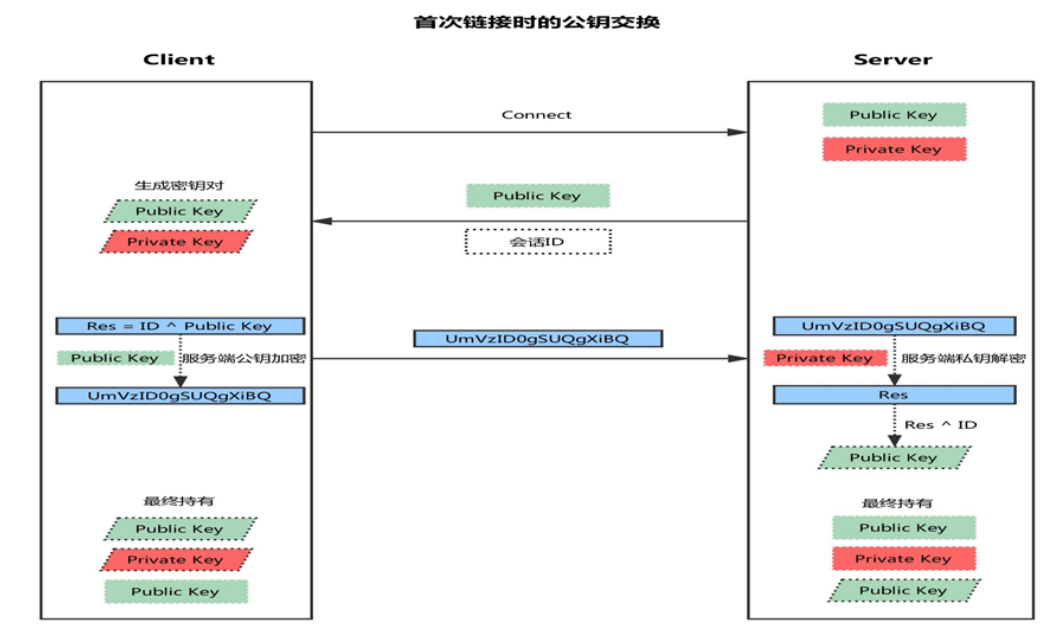 首次链接时的公钥交换
Client
Server
Connect
Public Key
Private Key
生成密钥对
Public Key
Private Key
Public Key
会话ID
Res = ID ^ Public Key
Public Key
服务端公钥加密
UmVzID0gSUQgXiBQ
UmVzID0gSUQgXiBQ
UmVzID0gSUQgXiBQ
Private Key
服务端私钥解密
Res
Res ^ ID
Public Key
最终持有
Public Key
Private Key
Public Key
最终持有
Public Key
Private Key
Public Key